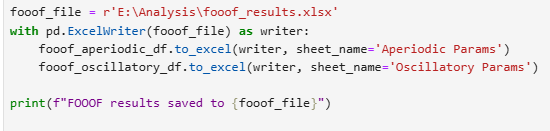 fooof_file = r'E:\Analysis\fooof_results.xlsx'
with pd.ExcelWriter(fooof_file) as writer:
    fooof_aperiodic_df.to_excel(writer, sheet_name='Aperiodic Params')
    fooof_oscillatory_df.to_excel(writer, sheet_name='Oscillatory Params')
print(f"FOOOF results saved to {fooof_file}")